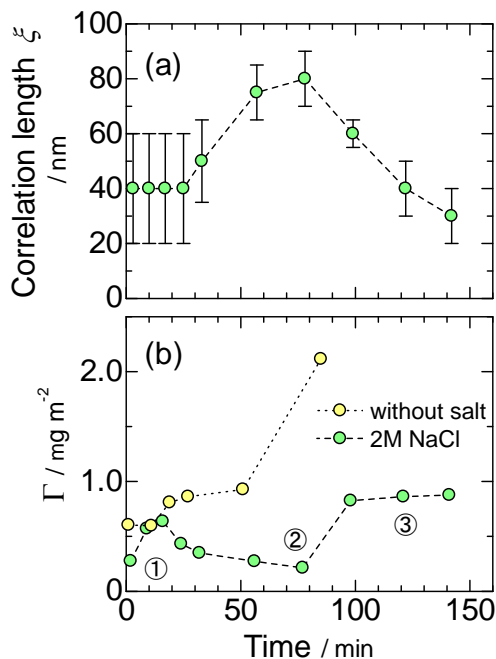 100
80
60
40
20
0
Correlation length ξ
/ nm
(a)
(b)
2.0
1.0
0
Γ / mg m⁻²
without salt
2M NaCl
①
②
③
0
50
100
150
Time / min